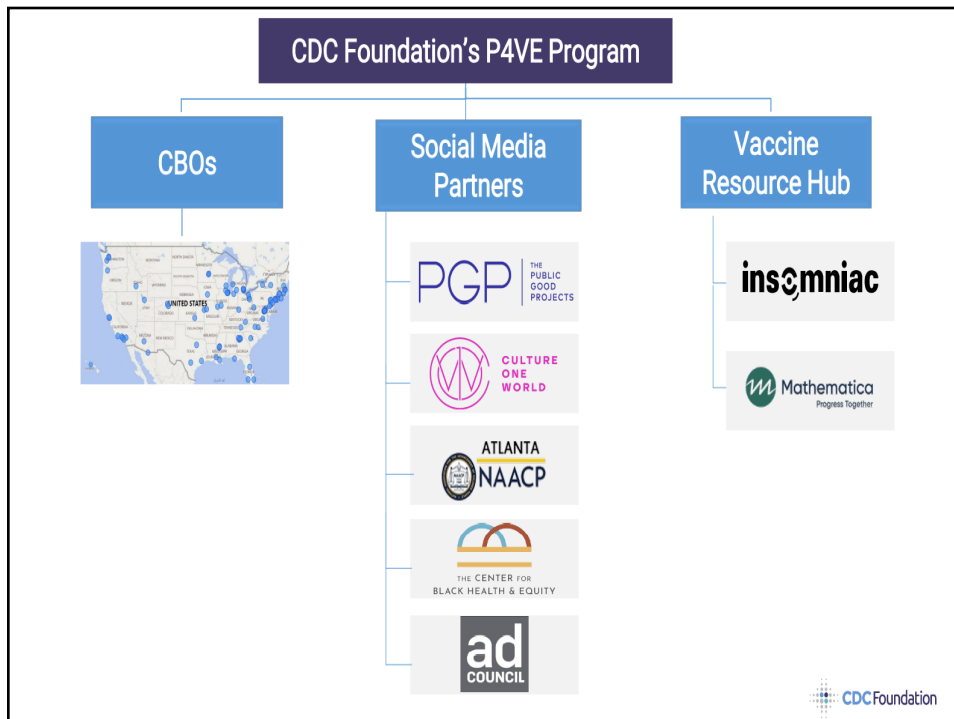 CDC Foundation's P4VE Program
CBOs
Social Media
Partners
Vaccine
Resource Hub
UNITED STATES
PGP
THE
PUBLIC
GOOD
PROJECTS
CULTURE
ONE
WORLD
ATLANTA
NAACP
THE CENTER FOR
BLACK HEALTH & EQUITY
ad
COUNCIL
insomniac
Mathematica
Progress Together
CDC Foundation